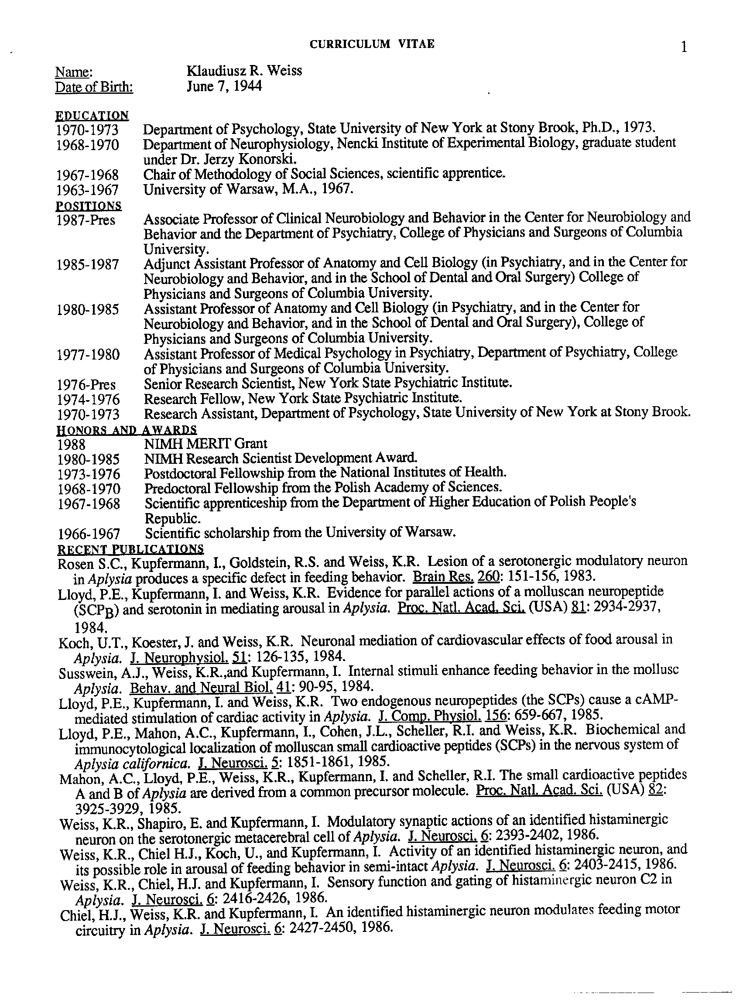 CURRICULUM VITAE 1
Name: Klaudiusz R. Weiss
Date of Birth: June 7, 1944
EDUCATION
1970-1973 Department of Psychology, State University of New York at Stony Brook, Ph.D., 1973.
1968-1970 Department of Neurophysiology, Nencki Institute of Experimental Biology, graduate student
under Dr. Jerzy Konorski.
1967-1968 Chair of Methodology of Social Sciences, scientific apprentice.
1963-1967 University of Warsaw, M.A., 1967.
POSITIONS
1987-Pres Associate Professor of Clinical Neurobiology and Behavior in the Center for Neurobiology and
Behavior and the Department of Psychiatry, College of Physicians and Surgeons of Columbia
University.
1985-1987 Adjunct Assistant Professor of Anatomy and Cell Biology (in Psychiatry, and in the Center for
Neurobiology and Behavior, and in the School of Dental and Oral Surgery) College of
Physicians and Surgeons of Columbia University.
1980-1985 Assistant Professor of Anatomy and Cell Biology (in Psychiatry, and in the Center for
Neurobiology and Behavior, and in the School of Dental and Oral Surgery), College of
Physicians and Surgeons of Columbia University.
1977-1980 Assistant Professor of Medical Psychology in Psychiatry, Department of Psychiatry, College
of Physicians and Surgeons of Columbia University.
1976-Pres Senior Research Scientist, New York State Psychiatric Institute.
1974-1976 Research Fellow, New York State Psychiatric Institute.
1970-1973 Research Assistant, Department of Psychology, State University of New York at Stony Brook.
HONORS AND AWARDS
1988 NIMH MERIT Grant
1980-1985 NIMH Research Scientist Development Award.
1973-1976 Postdoctoral Fellowship from the National Institutes of Health.
1968-1970 Predoctoral Fellowship from the Polish Academy of Sciences.
1967-1968 Scientific apprenticeship from the Department of Higher Education of Polish People's
Republic.
1966-1967 Scientific scholarship from the University of Warsaw.
RECENT PUBLICATIONS
Rosen S.C., Kupfermann, I., Goldstein, R.S. and Weiss, K.R. Lesion of a serotonergic modulatory neuron
in Aplysia produces a specific defect in feeding behavior. Brain Res. 260: 151-156, 1983.
Lloyd, P.E., Kupfermann, I. and Weiss, K.R. Evidence for parallel actions of a molluscan neuropeptide
(SCPB) and serotonin in mediating arousal in Aplysia. Proc. Natl. Acad. Sci. (USA) 81: 2934-2937,
1984.
Koch, U.T., Koester, J. and Weiss, K.R. Neuronal mediation of cardiovascular effects of food arousal in
Aplysia. J. Neurophysiol. 51: 126-135, 1984.
Susswein, A.J., Weiss, K.R.,and Kupfermann, I. Internal stimuli enhance feeding behavior in the mollusc
Aplysia. Behav. and Neural Biol. 41: 90-95, 1984.
Lloyd, P.E., Kupfermann, I. and Weiss, K.R. Two endogenous neuropeptides (the SCPs) cause a cAMP-
mediated stimulation of cardiac activity in Aplysia. J. Comp. Physiol. 156: 659-667, 1985.
Lloyd, P.E., Mahon, A.C., Kupfermann, I., Cohen, J.L., Scheller, R.I. and Weiss, K.R. Biochemical and
immunocytological localization of molluscan small cardioactive peptides (SCPs) in the nervous system of
Aplysia californica. J. Neurosci. 5: 1851-1861, 1985.
Mahon, A.C., Lloyd, P.E., Weiss, K.R., Kupfermann, I. and Scheller, R.I. The small cardioactive peptides
A and B of Aplysia are derived from a common precursor molecule. Proc. Natl. Acad. Sci. (USA) 82:
3925-3929, 1985.
Weiss, K.R., Shapiro, E. and Kupfermann, I. Modulatory synaptic actions of an identified histaminergic
neuron on the serotonergic metacerebral cell of Aplysia. J. Neurosci. 6: 2393-2402, 1986.
Weiss, K.R., Chiel H.J., Koch, U., and Kupfermann, I. Activity of an identified histaminergic neuron, and
its possible role in arousal of feeding behavior in semi-intact Aplysia. J. Neurosci. 6: 2403-2415, 1986.
Weiss, K.R., Chiel, H.J. and Kupfermann, I. Sensory function and gating of histaminergic neuron C2 in
Aplysia. J. Neurosci. 6: 2416-2426, 1986.
Chiel, H.J., Weiss, K.R. and Kupfermann, I. An identified histaminergic neuron modulates feeding motor
circuitry in Aplysia. J. Neurosci. 6: 2427-2450, 1986.